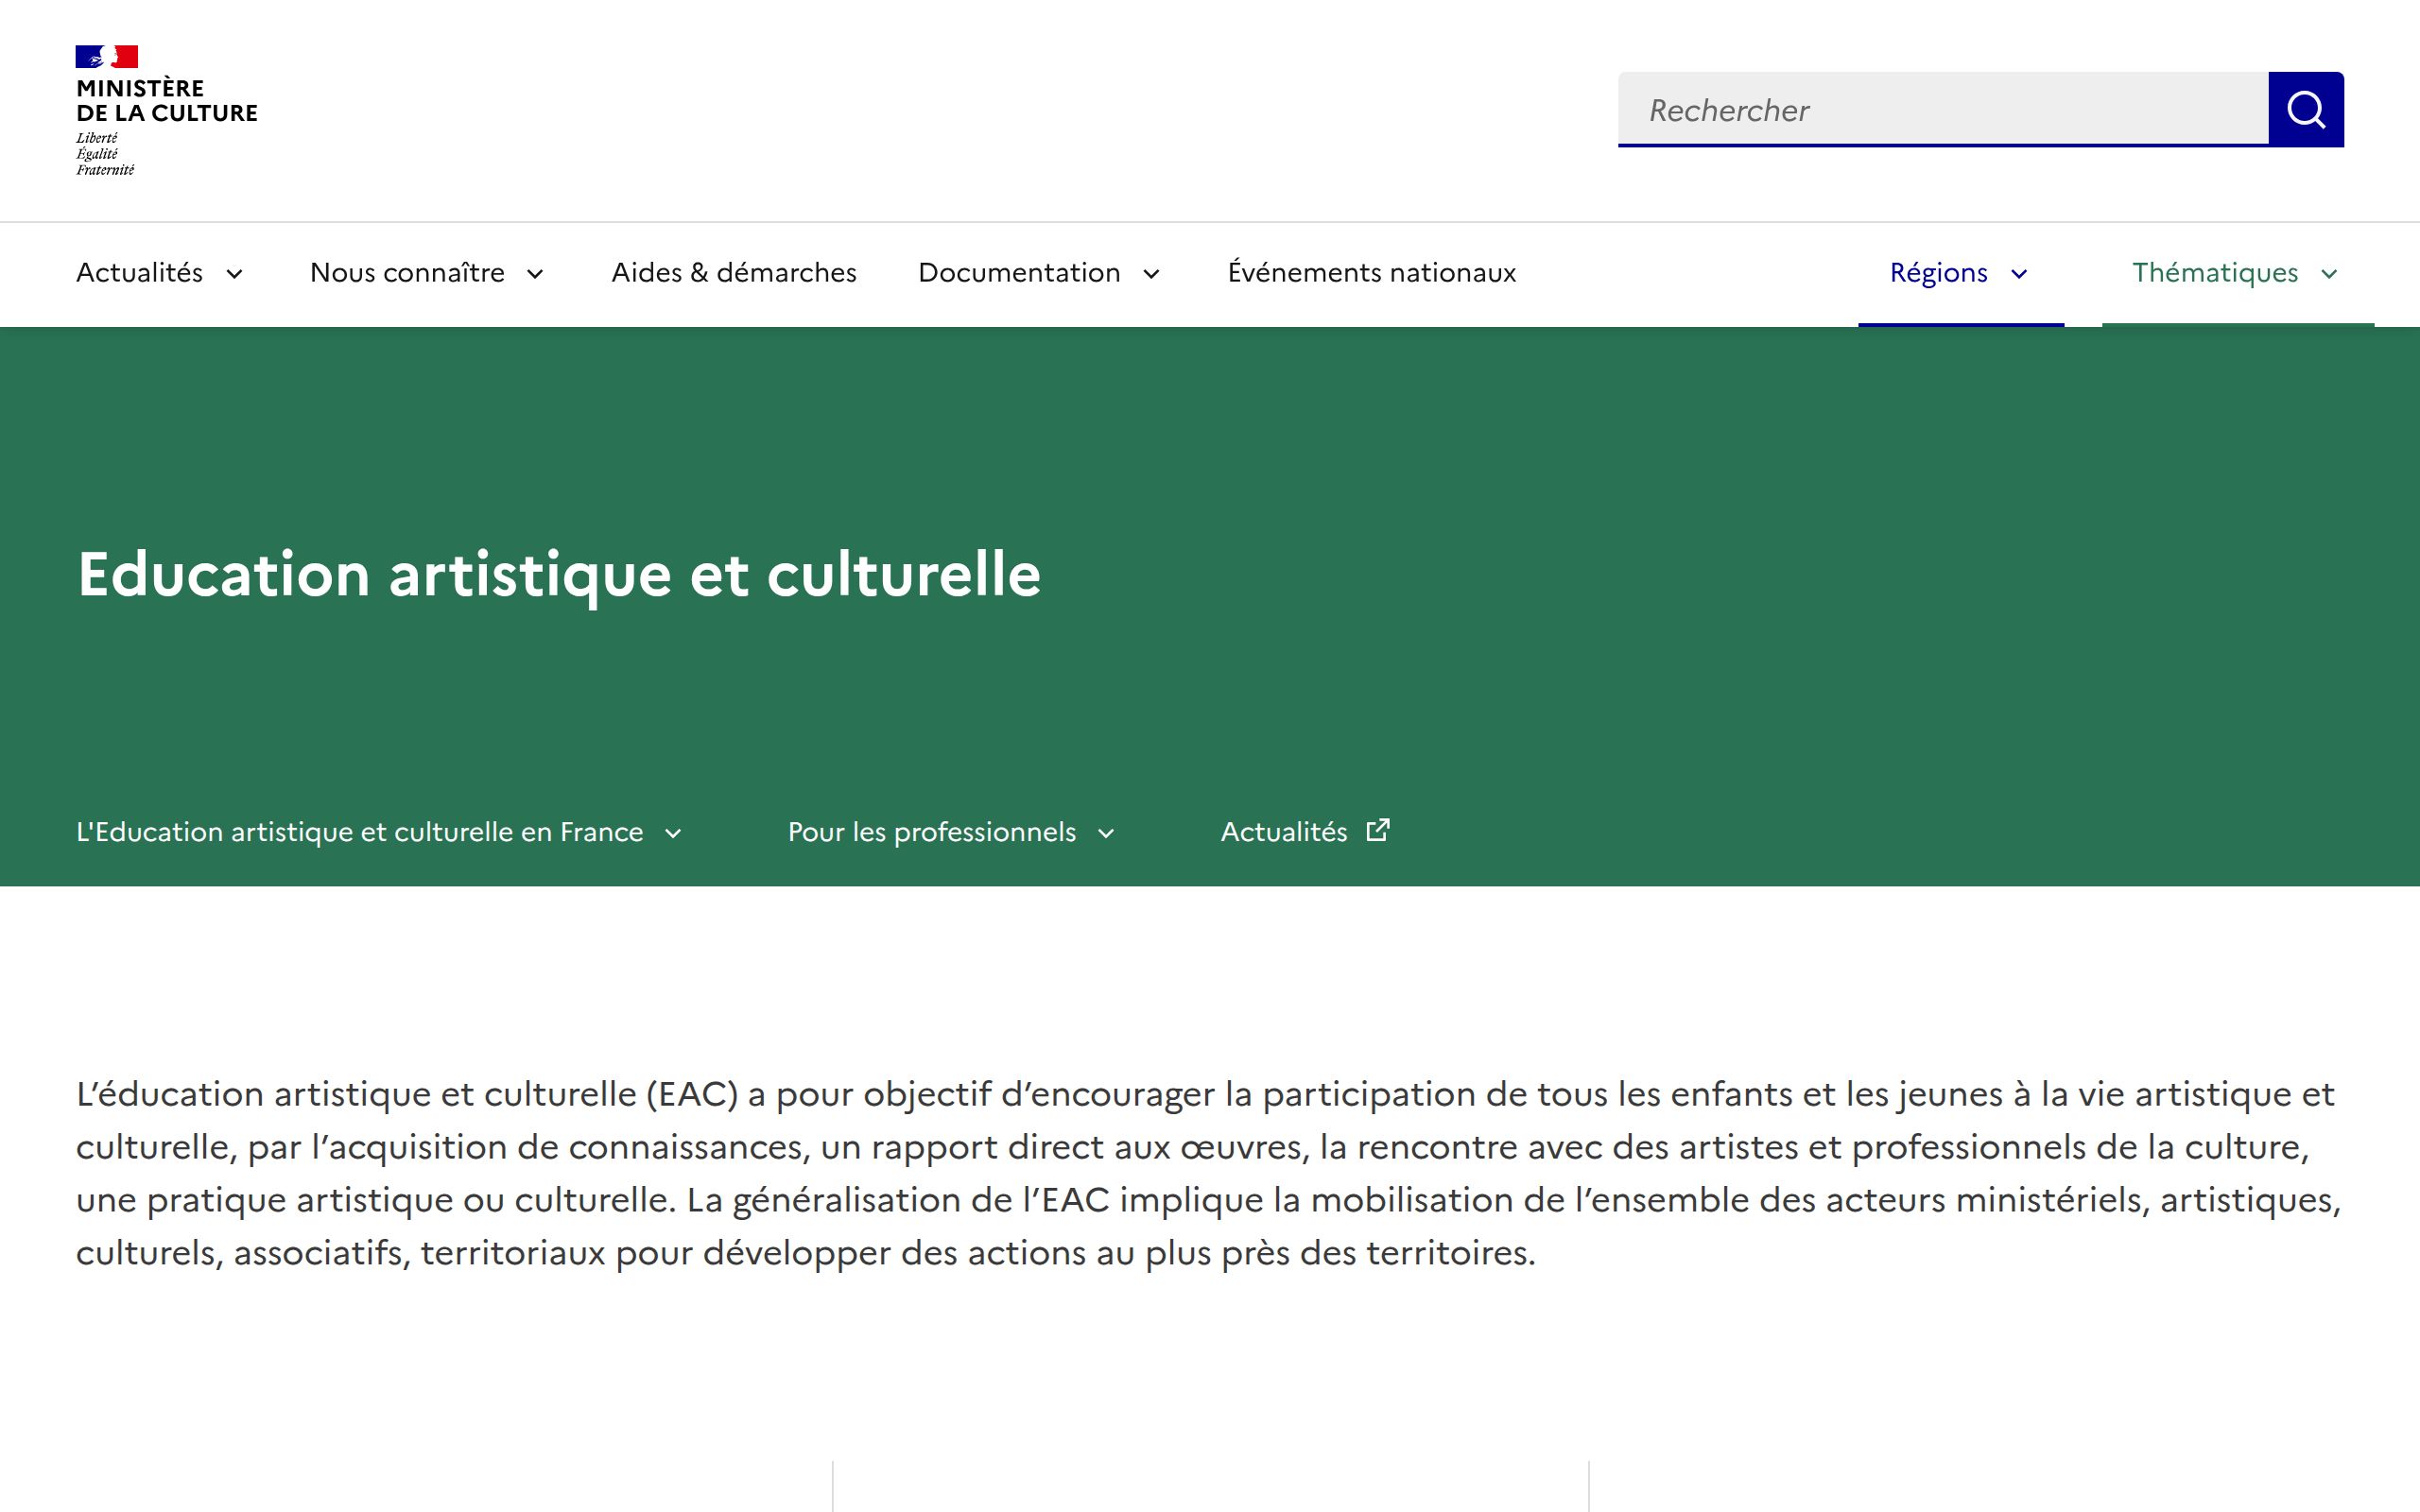 MINISTÈRE
DE LA CULTURE
Liberté
Égalité
Fraternité
Rechercher
Actualités
Nous connaître
Aides & démarches
Documentation
Événements nationaux
Régions
Thématiques
Education artistique et culturelle
L'Education artistique et culturelle en France
Pour les professionnels
Actualités
L’éducation artistique et culturelle (EAC) a pour objectif d’encourager la participation de tous les enfants et les jeunes à la vie artistique et
culturelle, par l’acquisition de connaissances, un rapport direct aux œuvres, la rencontre avec des artistes et professionnels de la culture,
une pratique artistique ou culturelle. La généralisation de l’EAC implique la mobilisation de l’ensemble des acteurs ministériels, artistiques,
culturels, associatifs, territoriaux pour développer des actions au plus près des territoires.